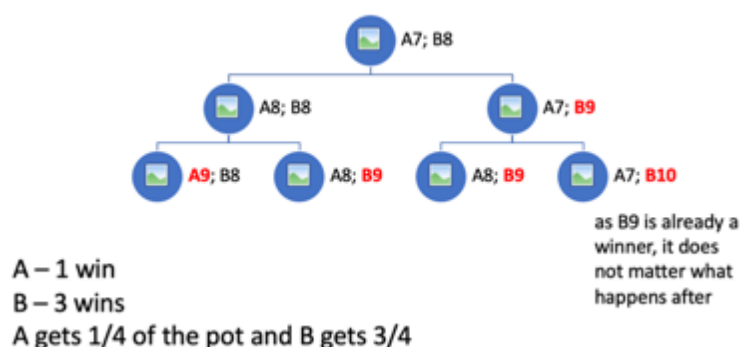 A7; B8
A8; B8
A7; B9
A9; B8
A8; B9
A8; B9
A7; B10
as B9 is already a
winner, it does
not matter what
happens after
A – 1 win
B – 3 wins
A gets 1/4 of the pot and B gets 3/4